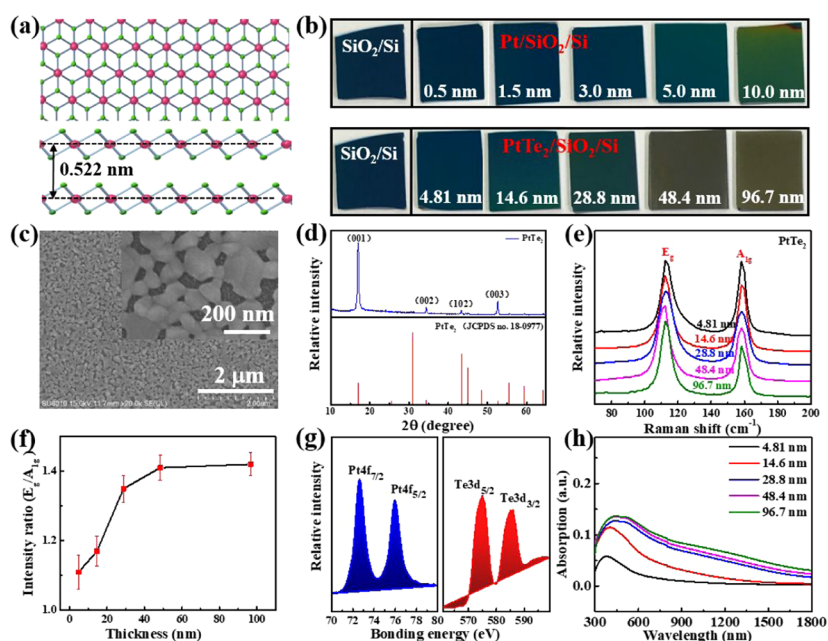 (a)
0.522 nm
(b)
SiO2/Si
Pt/SiO2/Si
0.5 nm
1.5 nm
3.0 nm
5.0 nm
10.0 nm
SiO2/Si
PtTe2/SiO2/Si
4.81 nm
14.6 nm
28.8 nm
48.4 nm
96.7 nm
(c)
200 nm
2 μm
(d)
Relative intensity
(001)
(002)
(102)
(003)
PtTe2
PtTe2 (JCPDS no. 18-0977)
10 20 30 40 50 60
2Θ (degree)
(e)
Relative intensity
Eg
A1g
PtTe2
4.81 nm
14.6 nm
28.8 nm
48.4 nm
96.7 nm
80 100 120 140 160 180 200
Raman shift (cm-1)
(f)
Intensity ratio (Eg/A1g)
1.4
1.2
1.0
0 20 40 60 80 100
Thickness (nm)
(g)
Relative intensity
Pt4f7/2
Pt4f5/2
Te3d5/2
Te3d3/2
70 72 74 76 78 80
570 580 590
Bonding energy (eV)
(h)
Absorption (a.u.)
4.81 nm
14.6 nm
28.8 nm
48.4 nm
96.7 nm
0.2
0.1
0.0
300 600 900 1200 1500 1800
Wavelength (nm)